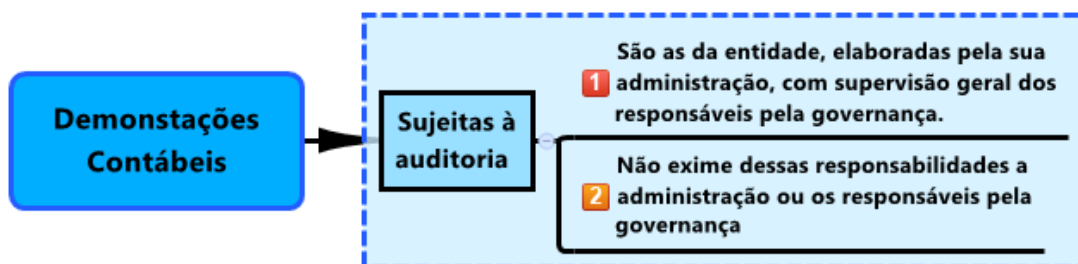 Demonstações
Contábeis
Sujeitas à
auditoria
São as da entidade, elaboradas pela sua
1 administração, com supervisão geral dos
responsáveis pela governança.
Não exime dessas responsabilidades a
2 administração ou os responsáveis pela
governança